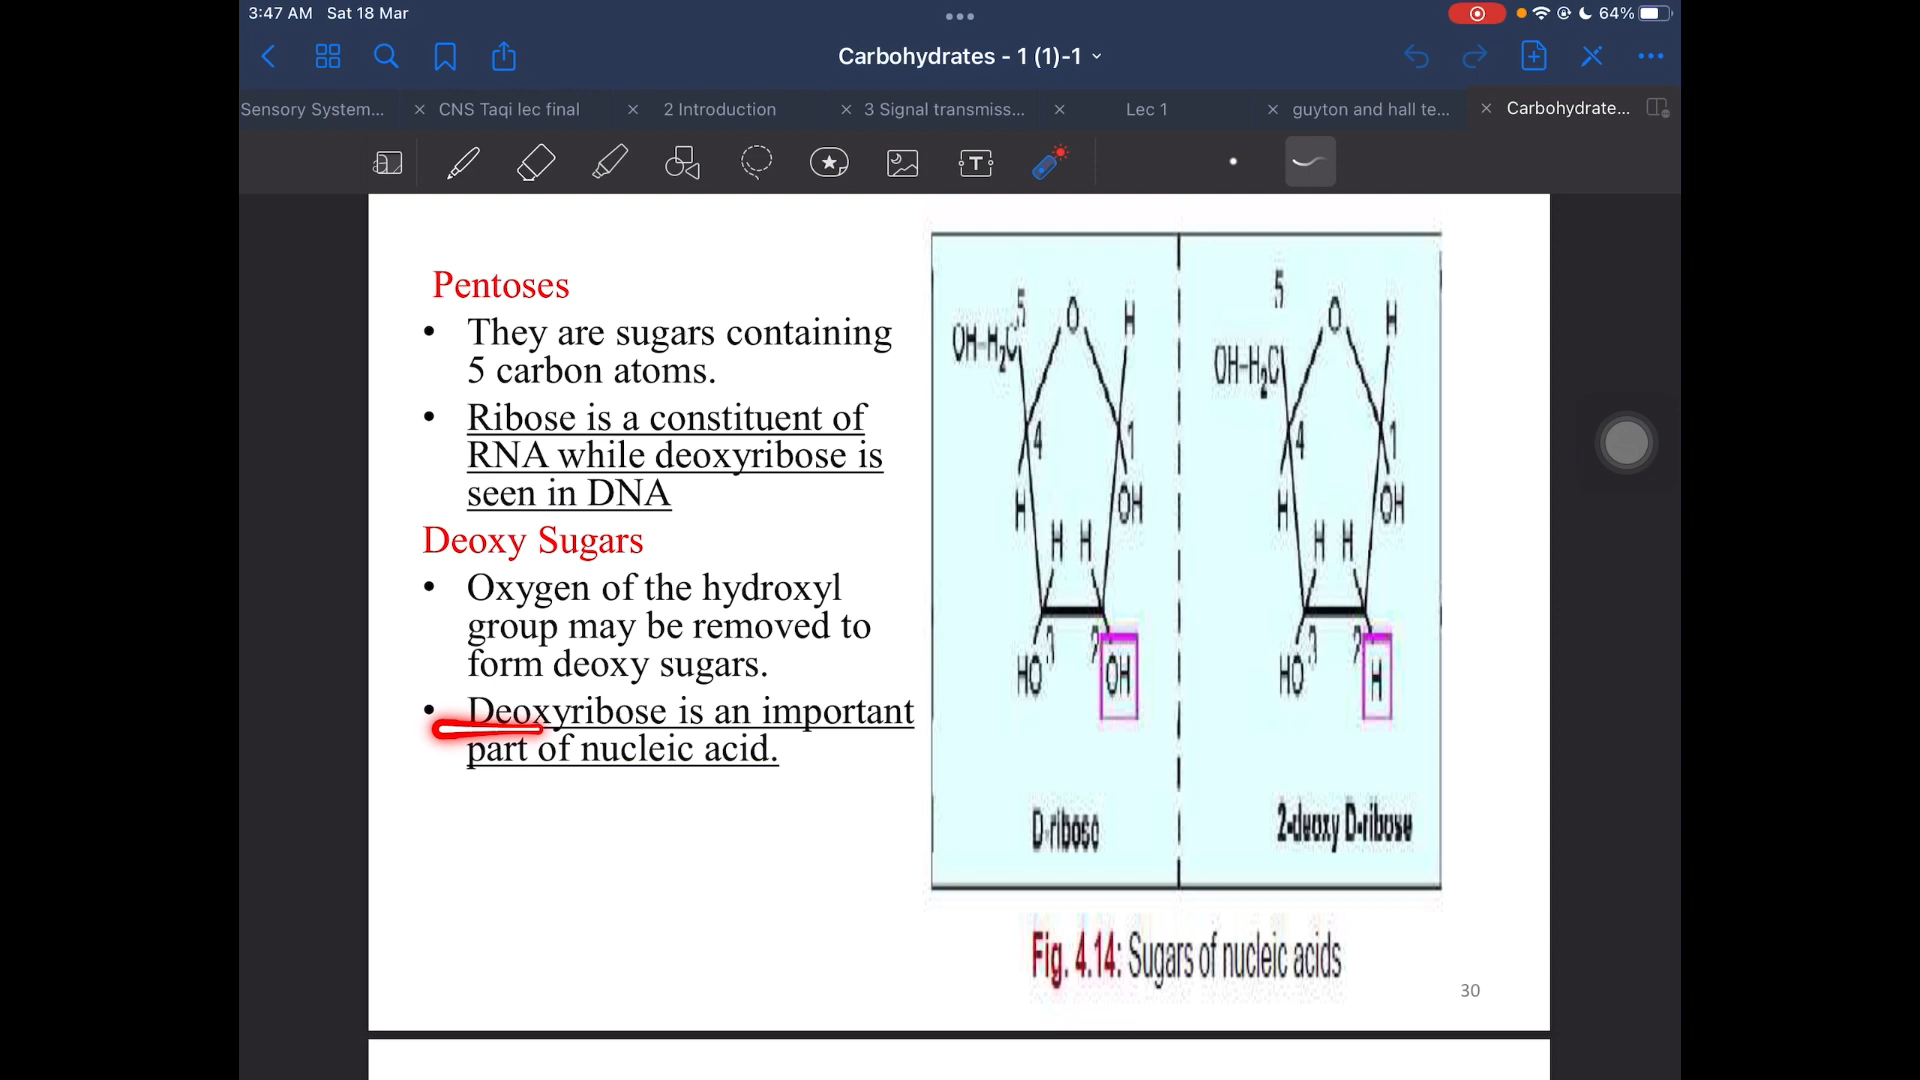 3:47 AM Sat 18 Mar
64%
Carbohydrates - 1 (1)-1
Sensory System...
CNS Taqi lec final
2 Introduction
3 Signal transmiss...
Lec 1
guyton and hall te...
Carbohydrate...
T
Pentoses
• They are sugars containing
5 carbon atoms.
• Ribose is a constituent of
RNA while deoxyribose is
seen in DNA
Deoxy Sugars
• Oxygen of the hydroxyl
group may be removed to
form deoxy sugars.
• Deoxyribose is an important
part of nucleic acid.
5 O H
OH-H₂C
4 1
H OH
H H
3 2
HO OH
D-ribose
5 O H
OH-H₂C
4 1
H OH
H H
3 2
HO H
2-deoxy D-ribose
Fig. 4.14: Sugars of nucleic acids
30